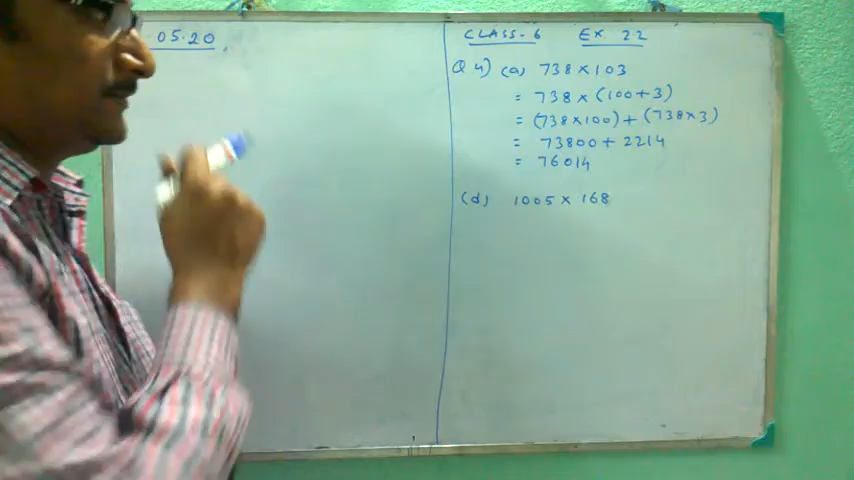 .05.20
CLASS-6 EX 2.2
Q4) (a) 738 × 103
= 738 × (100+3)
= (738×100) + (738×3)
= 73800 + 2214
= 76014
(d) 1005 × 168